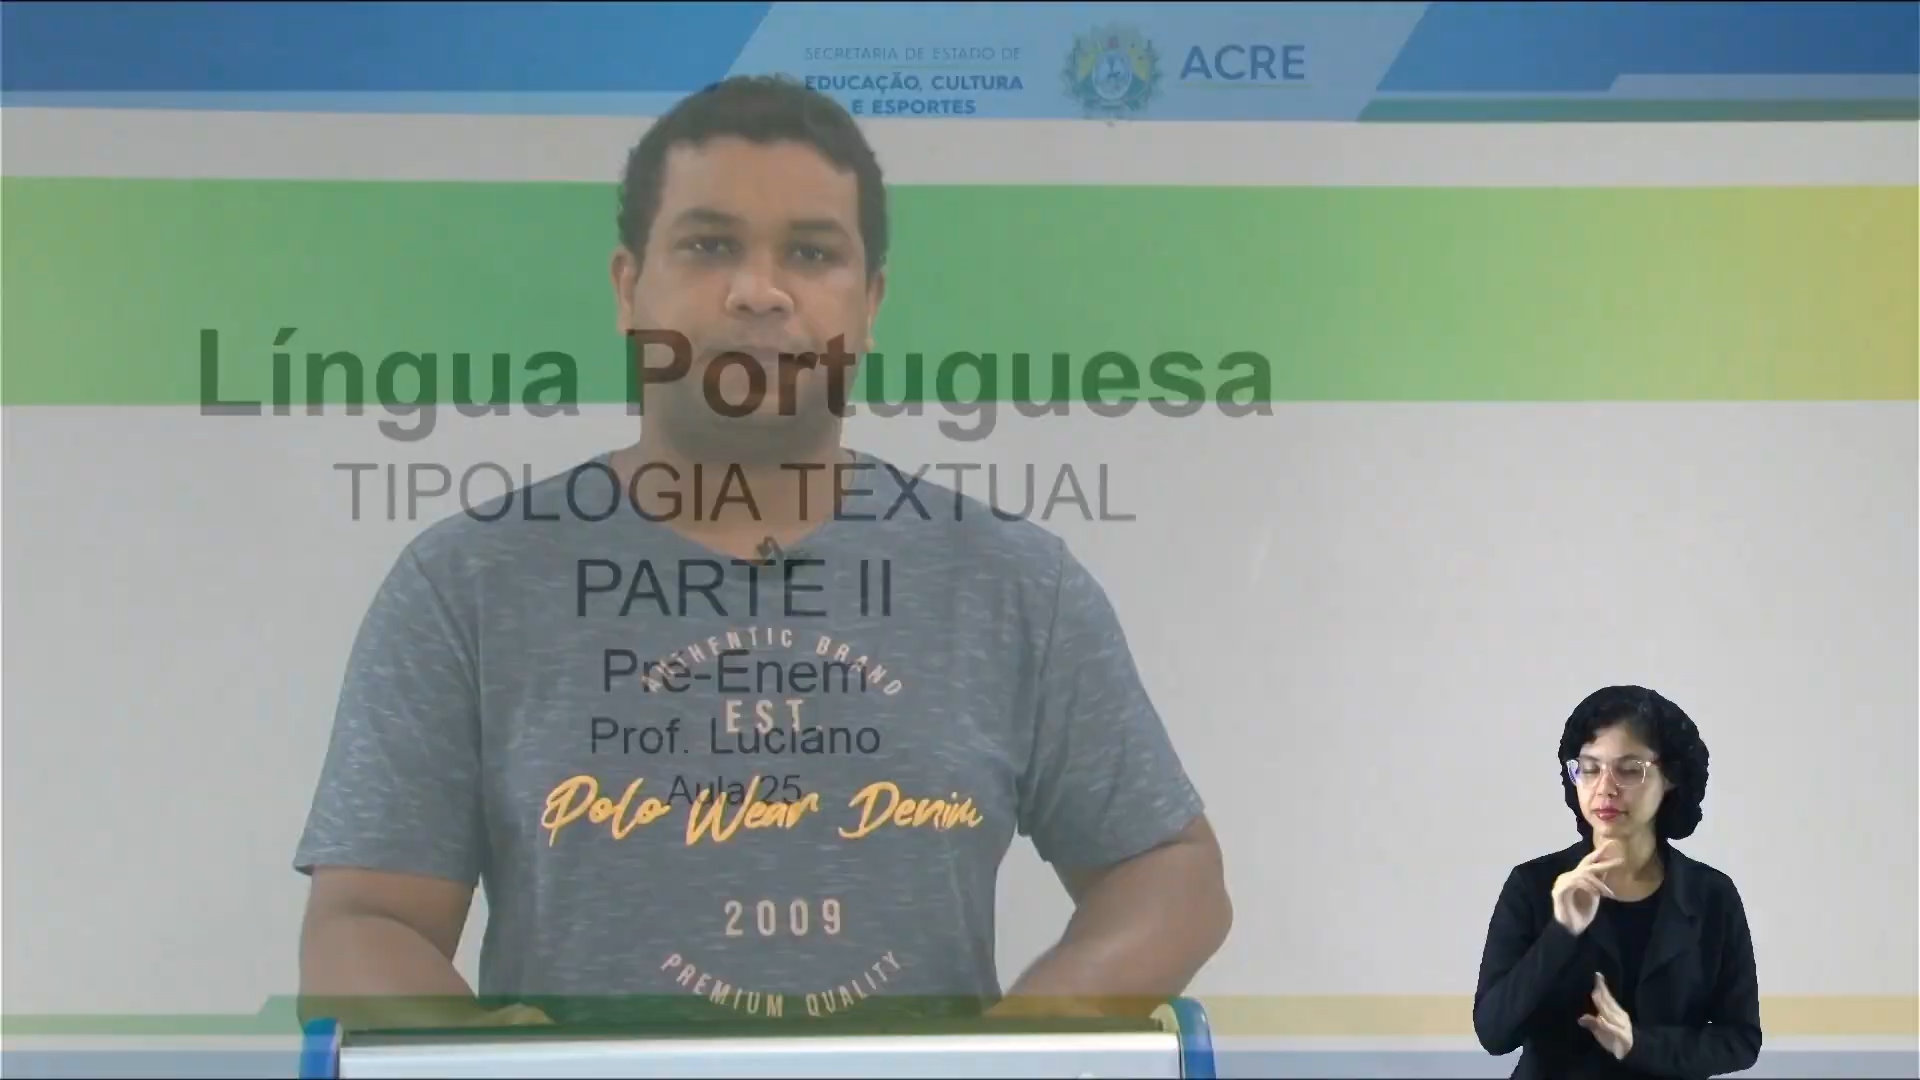 SECRETARIA DE ESTADO DE
EDUCAÇÃO, CULTURA
E ESPORTES
ACRE
Língua Portuguesa
TIPOLOGIA TEXTUAL
PARTE II
AUTHENTIC BRAND
Pré-Enem
EST.
Prof. Luciano
Aula 25
Polo Wear Denim
2009
PREMIUM QUALITY